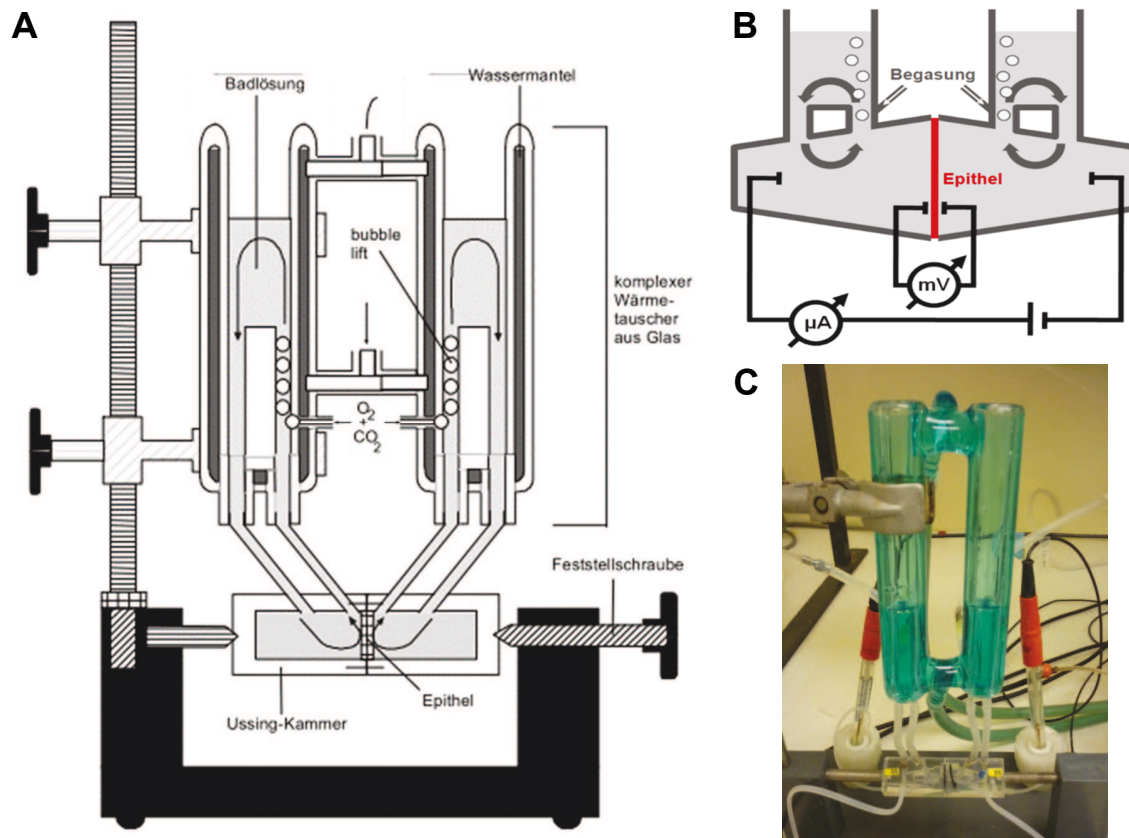 A
Badlösung
Wassermantel
bubble
lift
komplexer
Wärme-
tauscher
aus Glas
O2
+
CO2
Feststellschraube
Epithel
Ussing-Kammer
B
Begasung
Epithel
mV
µA
C